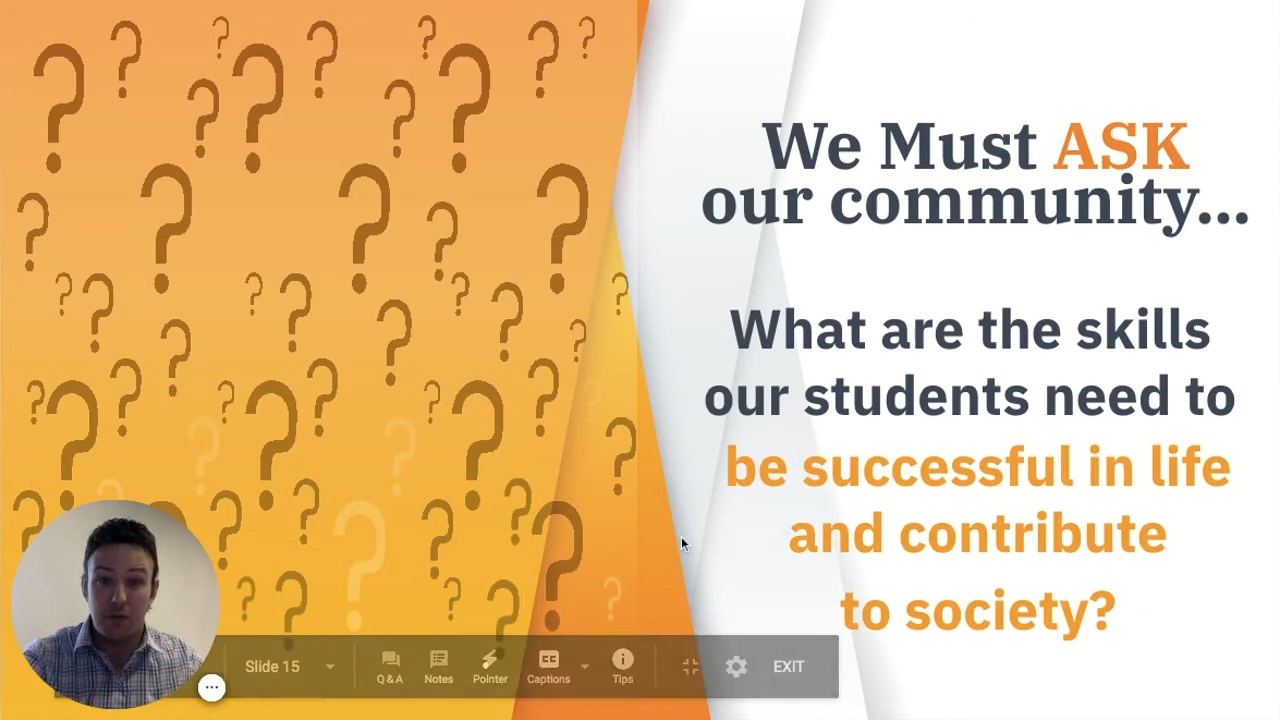 We Must ASK
our community...
What are the skills
our students need to
be successful in life
and contribute
to society?
Slide 15
Q & A
Notes
Pointer
CC
Captions
Tips
EXIT